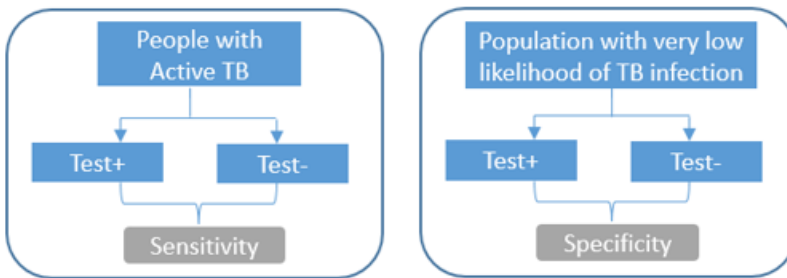 People with
Active TB
Test+
Test-
Sensitivity
Population with very low
likelihood of TB infection
Test+
Test-
Specificity